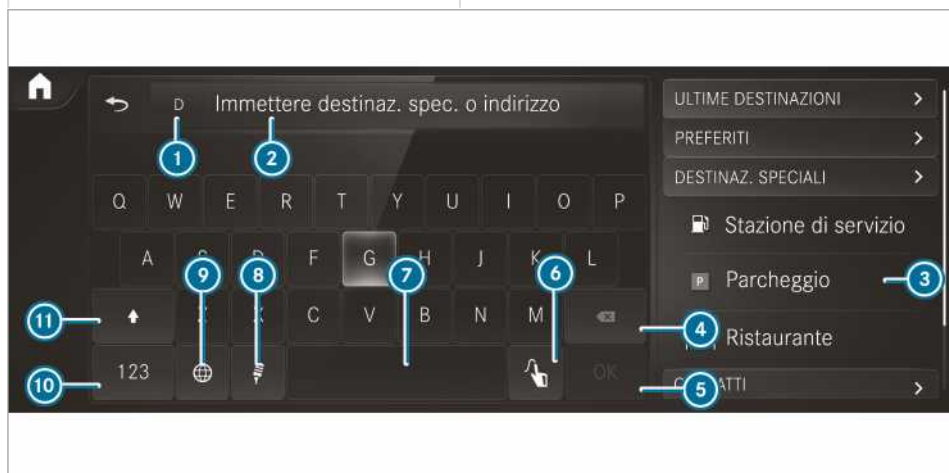 D Immettere destinaz. spec. o indirizzo
1 2
Q W E R T Y U I O P
A F G H J K L
9 8 7 6
C V B N M
11
4
123
OK
10
5
ULTIME DESTINAZIONI
PREFERITI
DESTINAZ. SPECIALI
Stazione di servizio
P Parcheggio
3
Ristaurante